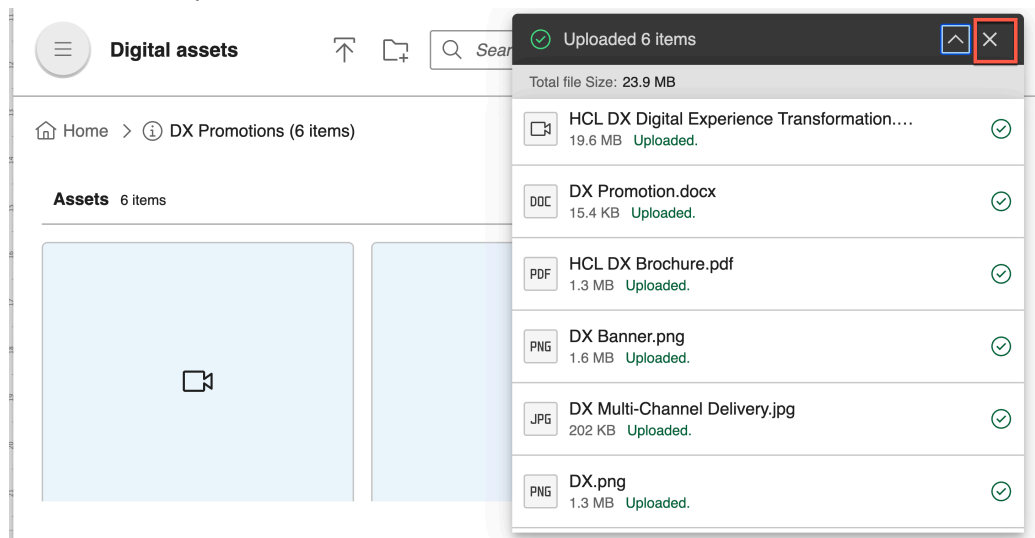 Digital assets
Sear
Home
DX Promotions (6 items)
Assets 6 items
Uploaded 6 items
Total file Size: 23.9 MB
HCL DX Digital Experience Transformation....
19.6 MB Uploaded.
DOC
DX Promotion.docx
15.4 KB Uploaded.
PDF
HCL DX Brochure.pdf
1.3 MB Uploaded.
PNG
DX Banner.png
1.6 MB Uploaded.
JPG
DX Multi-Channel Delivery.jpg
202 KB Uploaded.
PNG
DX.png
1.3 MB Uploaded.